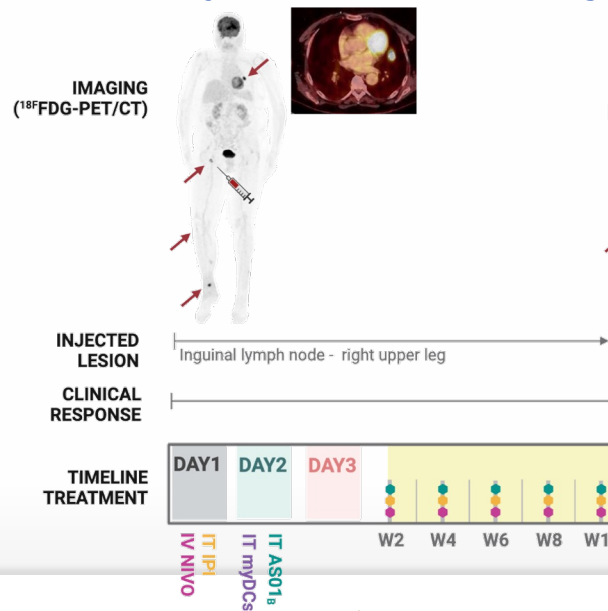 IMAGING
(18FFDG-PET/CT)
INJECTED
LESION
Inguinal lymph node - right upper leg
CLINICAL
RESPONSE
TIMELINE
TREATMENT
DAY1
DAY2
DAY3
W2
W4
W6
W8
IV NIVO
IT IPI
IT myDCs
IT AS01B